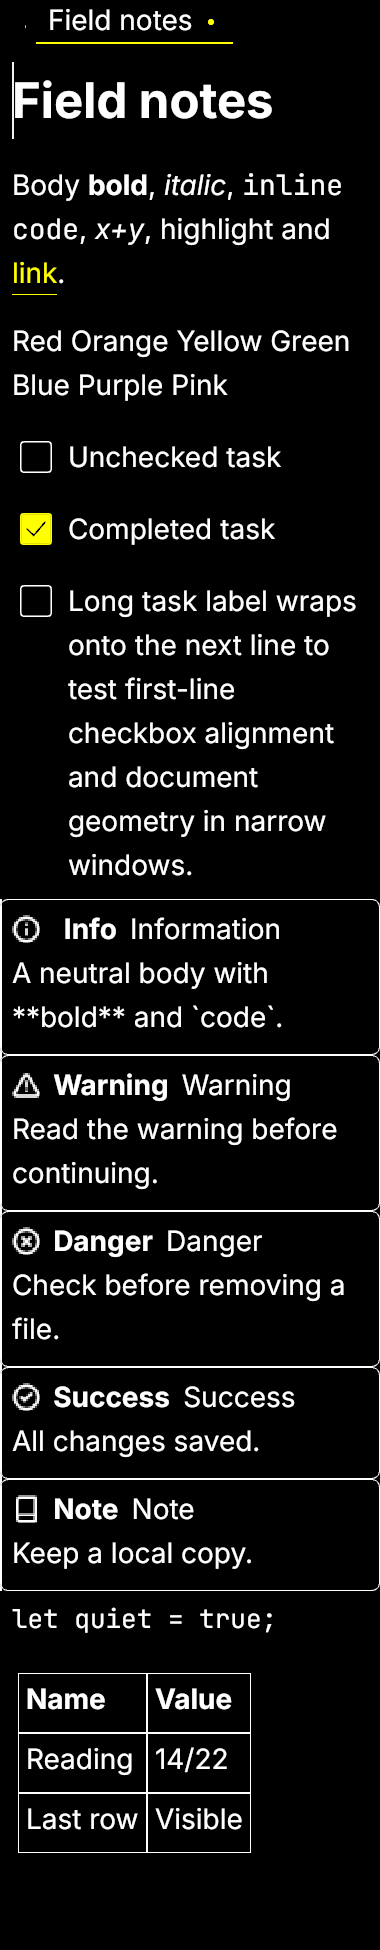 Field notes
Field notes
Body bold, italic, inline
code, x+y, highlight and
link.
Red Orange Yellow Green
Blue Purple Pink
Unchecked task
Completed task
Long task label wraps
onto the next line to
test first-line
checkbox alignment
and document
geometry in narrow
windows.
Info Information
A neutral body with
**bold** and `code`.
Warning Warning
Read the warning before
continuing.
Danger Danger
Check before removing a
file.
Success Success
All changes saved.
Note Note
Keep a local copy.
let quiet = true;
Name Value
Reading 14/22
Last row Visible